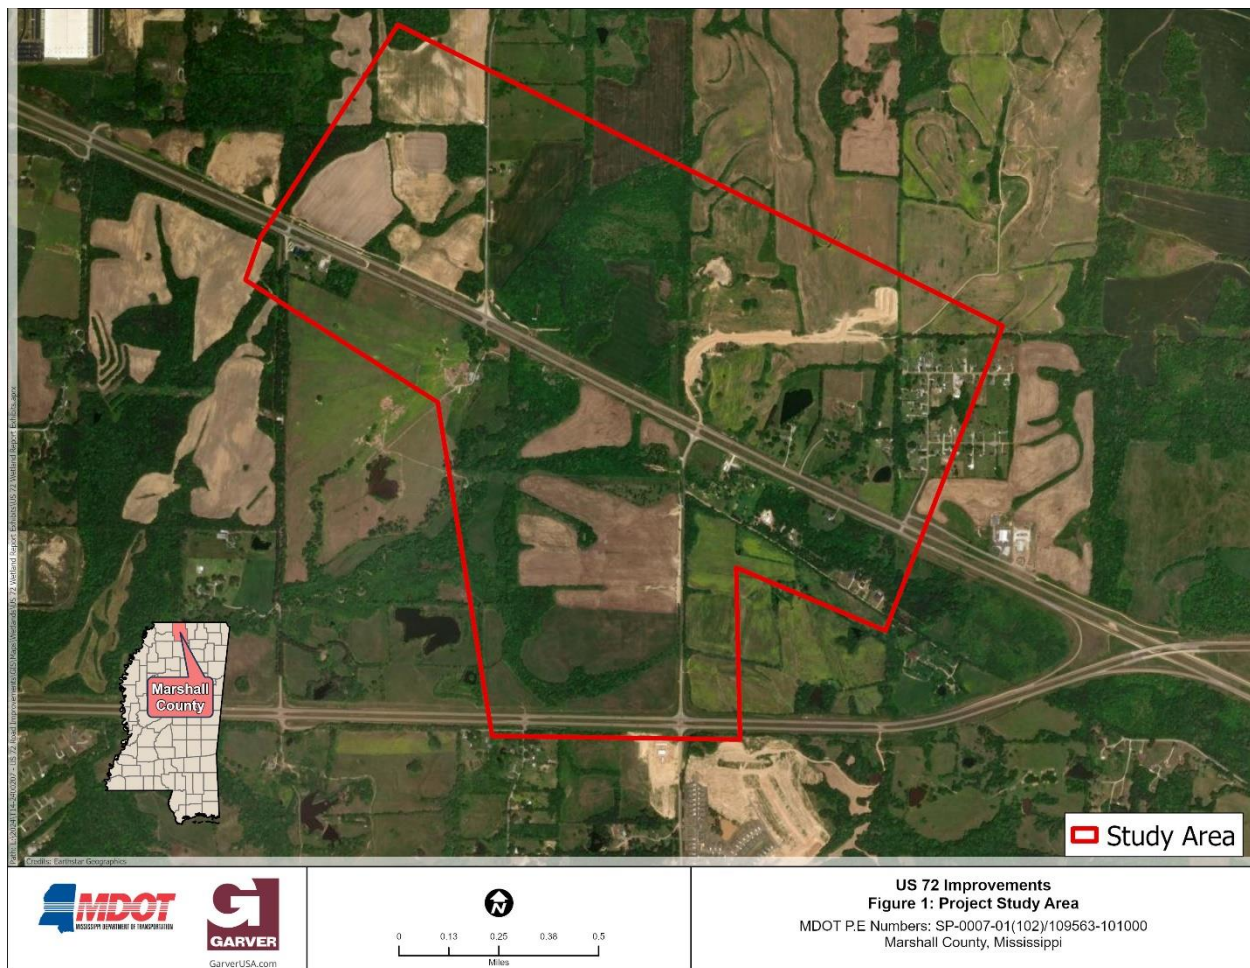 Marshall
County
Study Area
Credits: Earthstar Geographics
MDOT
MISSISSIPPI DEPARTMENT OF TRANSPORTATION
G
GARVER
GarverUSA.com
N
0 0.13 0.25 0.38 0.5
Miles
US 72 Improvements
Figure 1: Project Study Area
MDOT P.E Numbers: SP-0007-01(102)/109563-101000
Marshall County, Mississippi